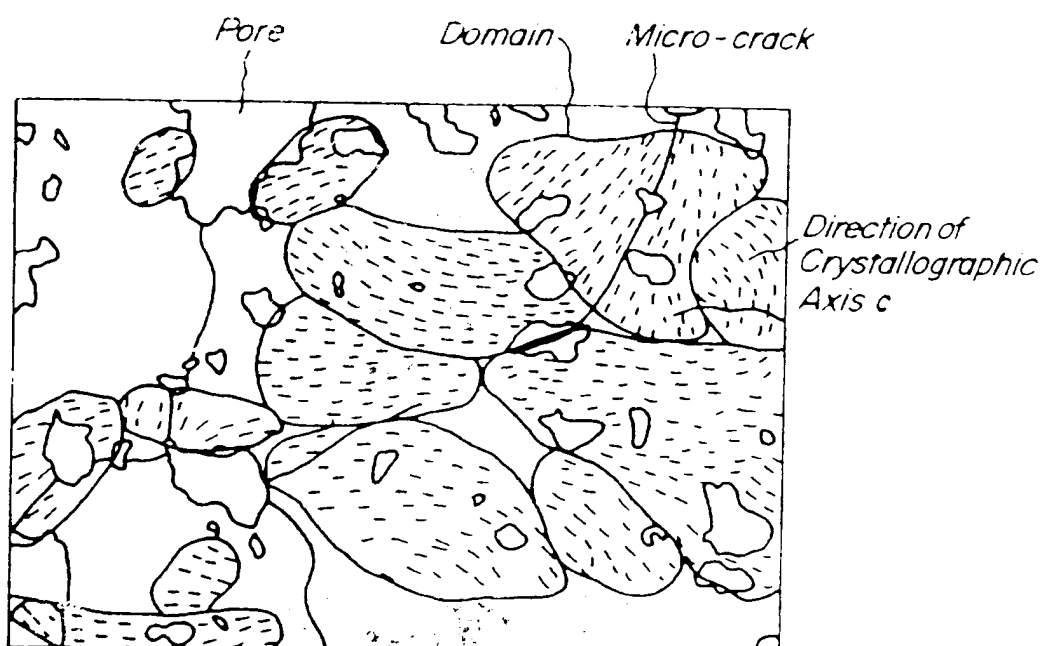 Pore
Domain
Micro-crack
Direction of
Crystallographic
Axis c